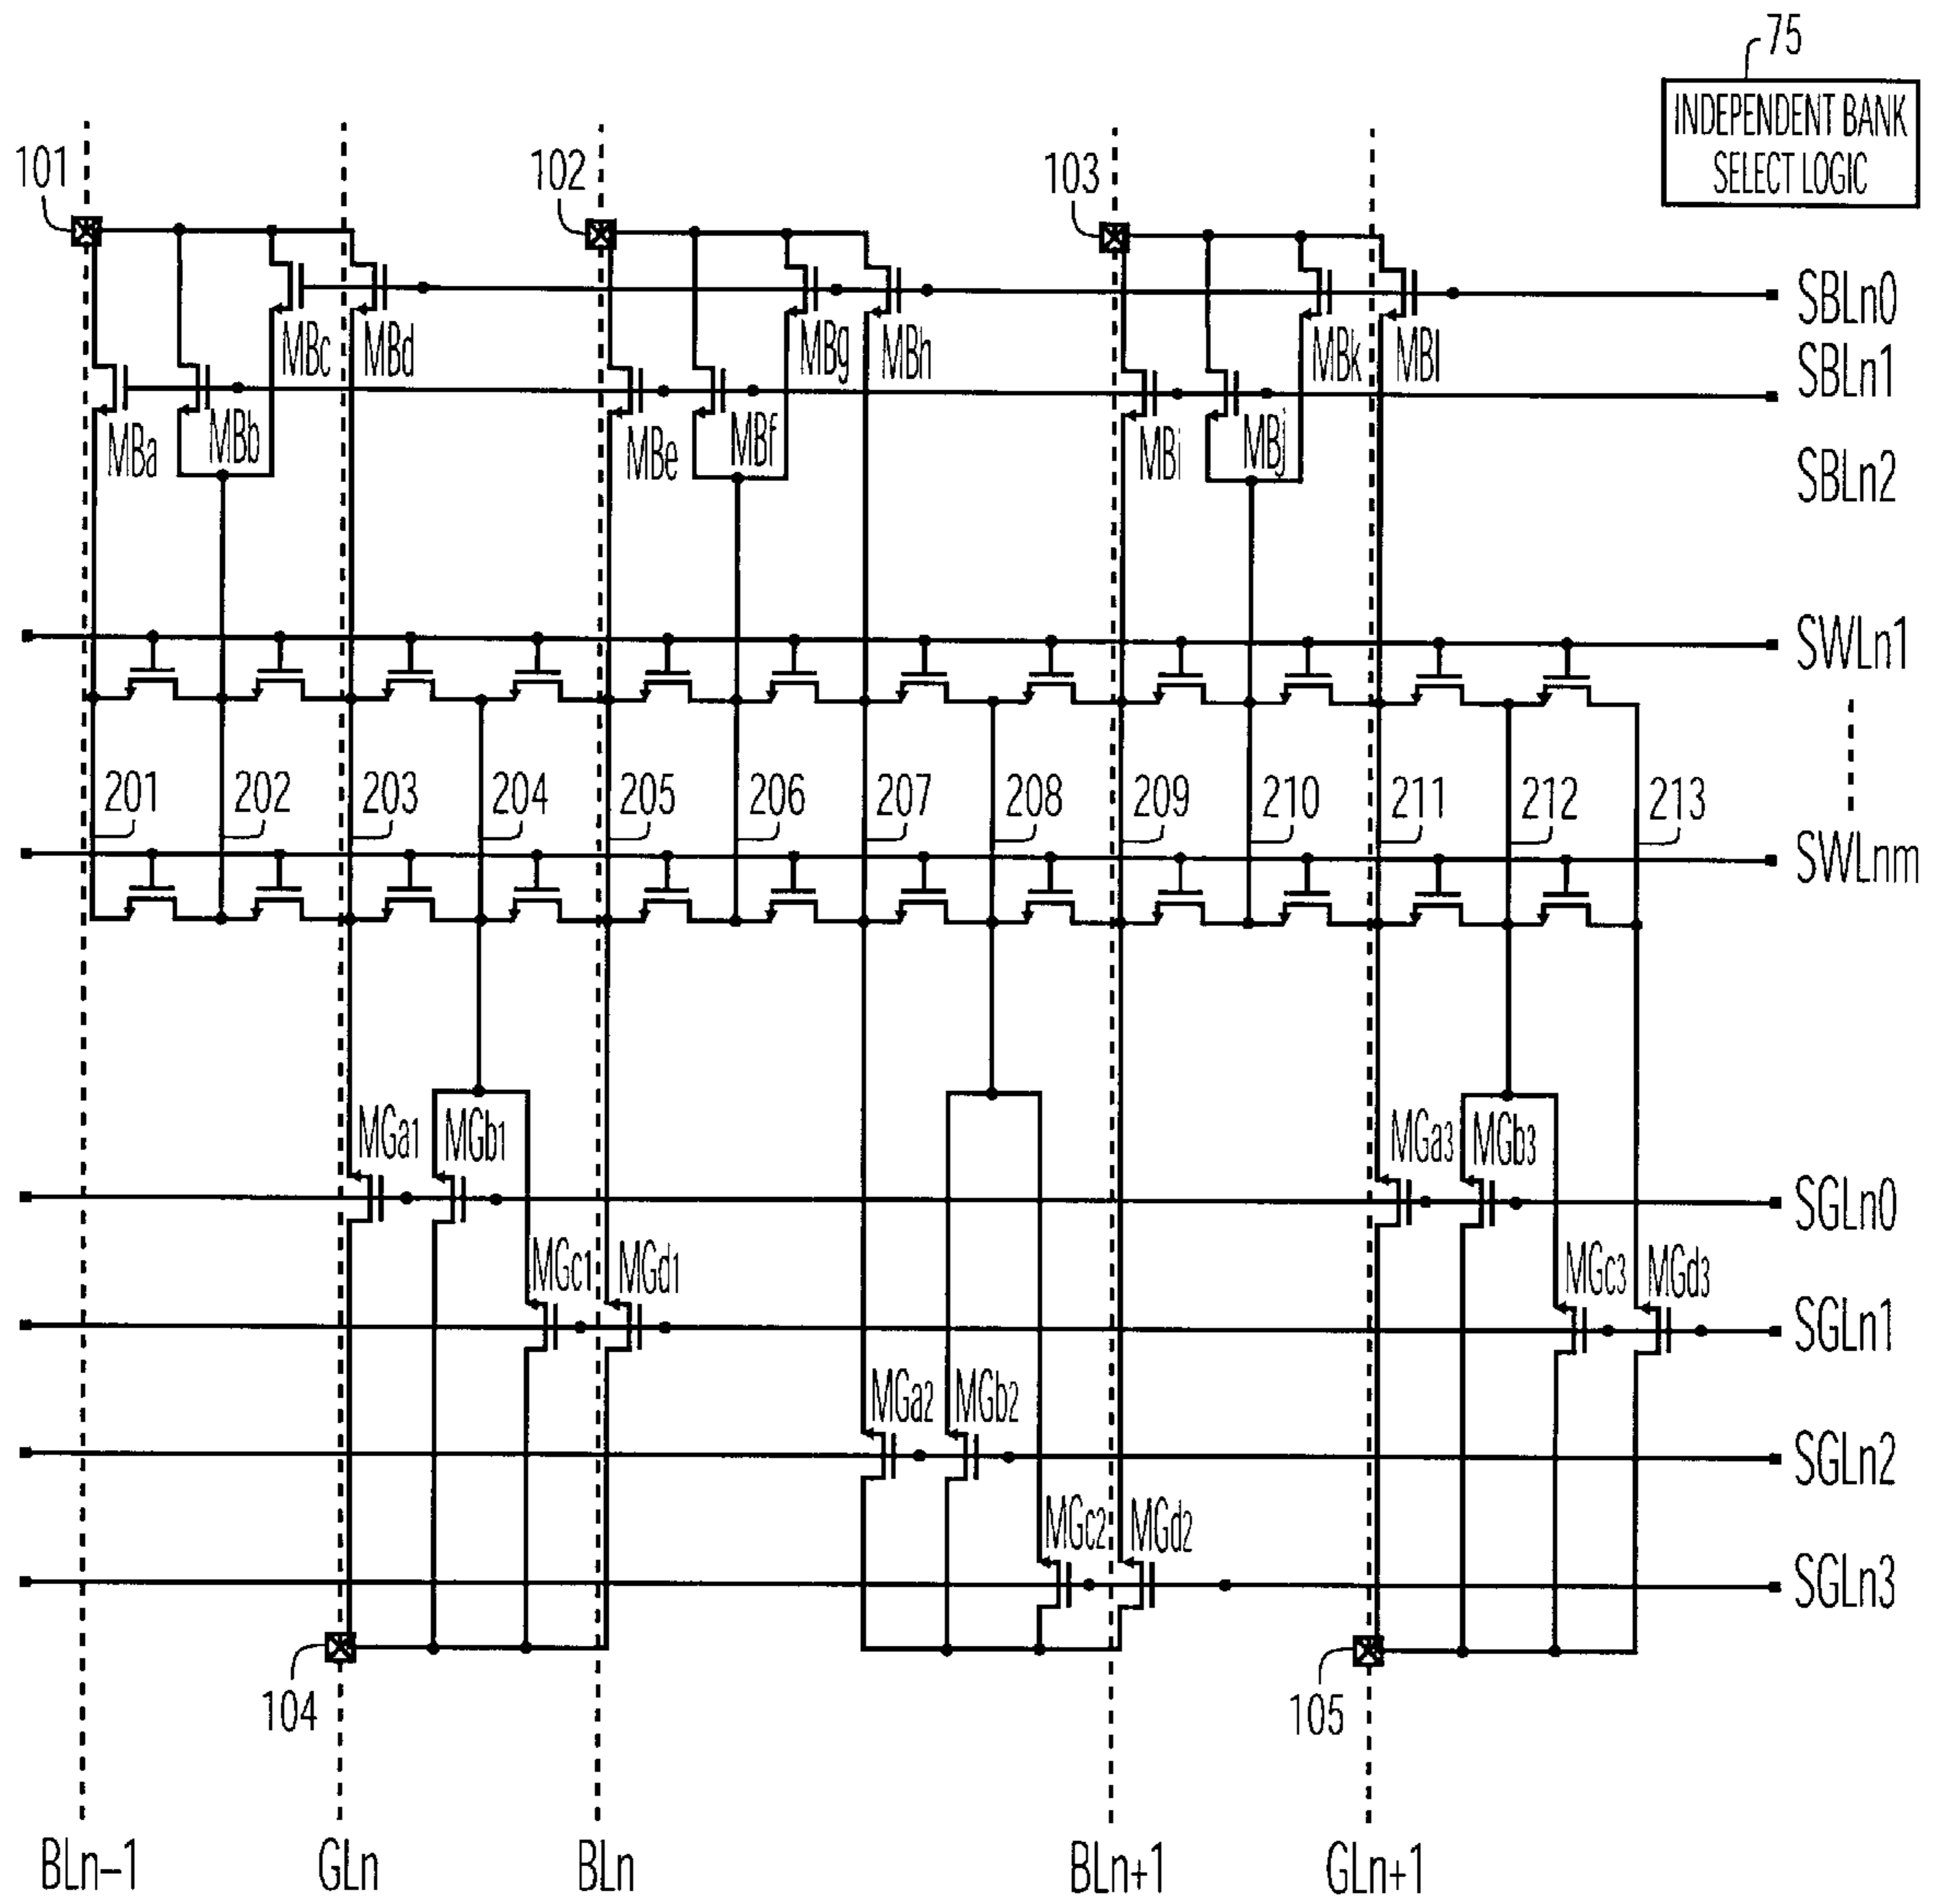 75
INDEPENDENT BANK
SELECT LOGIC
101
102
103
SBLn0
MBc
MBd
MBg
MBh
MBk
MBl
SBLn1
MBa
MBb
MBe
MBf
MBi
MBj
SBLn2
SWLn1
201
202
203
204
205
206
207
208
209
210
211
212
213
SWLnm
MGa1
MGb1
MGa3
MGb3
SGLn0
MGc1
MGd1
MGc3
MGd3
SGLn1
MGa2
MGb2
SGLn2
MGc2
MGd2
SGLn3
104
105
BLn-1
GLn
BLn
BLn+1
GLn+1